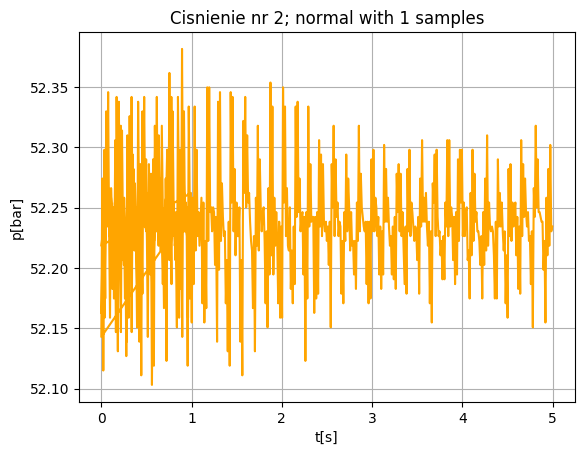 Cisnienie nr 2; normal with 1 samples
p[bar]
52.35
52.30
52.25
52.20
52.15
52.10
0 1 2 3 4 5
t[s]